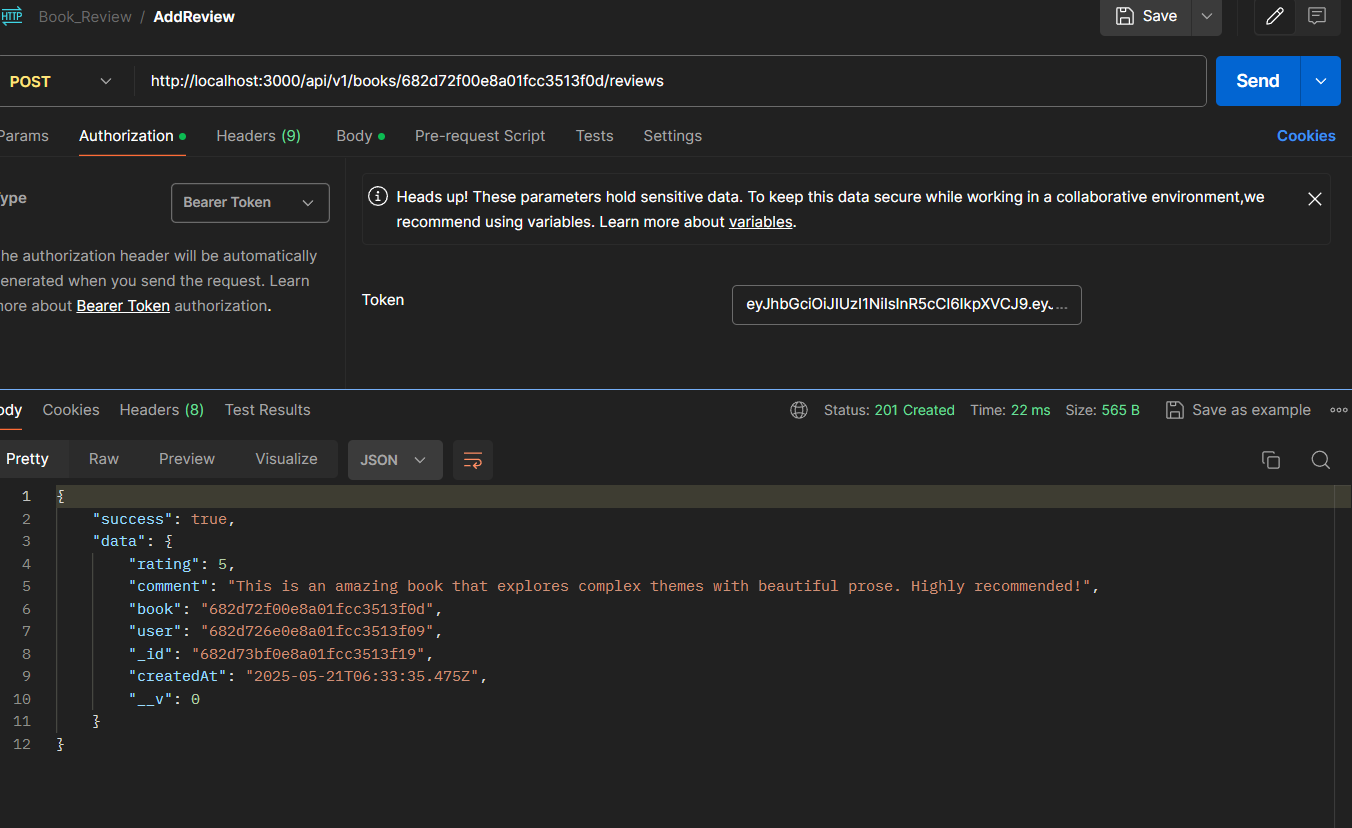 HTTP Book_Review / AddReview Save
POST http://localhost:3000/api/v1/books/682d72f00e8a01fcc3513f0d/reviews Send
Params Authorization Headers (9) Body Pre-request Script Tests Settings Cookies
ype Bearer Token
he authorization header will be automatically
enerated when you send the request. Learn
ore about Bearer Token authorization.
Heads up! These parameters hold sensitive data. To keep this data secure while working in a collaborative environment,we
recommend using variables. Learn more about variables.
Token eyJhbGciOiJIUzI1NiIsInR5cCI6IkpXVCJ9.eyJ...
ody Cookies Headers (8) Test Results Status: 201 Created Time: 22 ms Size: 565 B Save as example
Pretty Raw Preview Visualize JSON
1 {
2 "success": true,
3 "data": {
4 "rating": 5,
5 "comment": "This is an amazing book that explores complex themes with beautiful prose. Highly recommended!",
6 "book": "682d72f00e8a01fcc3513f0d",
7 "user": "682d726e0e8a01fcc3513f09",
8 "_id": "682d73bf0e8a01fcc3513f19",
9 "createdAt": "2025-05-21T06:33:35.475Z",
10 "__v": 0
11 }
12 }